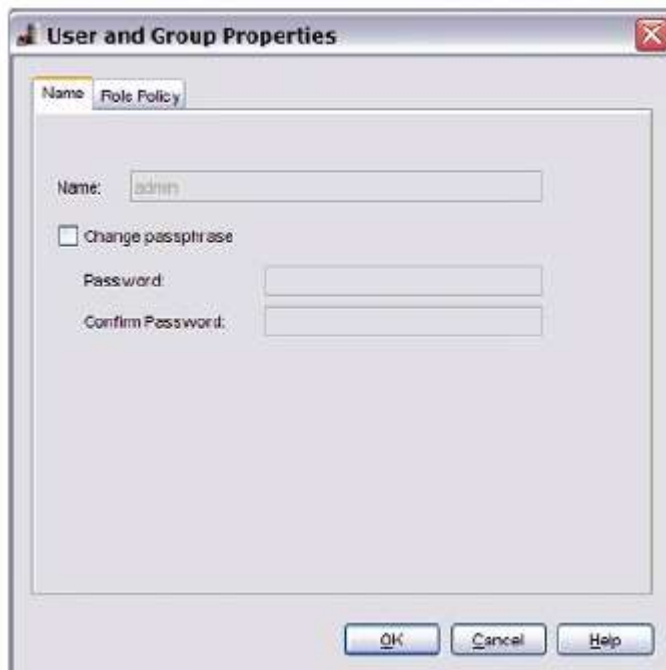 User and Group Properties
Name
Role Policy
Name: admin
Change passphrase
Password:
Confirm Password:
OK
Cancel
Help